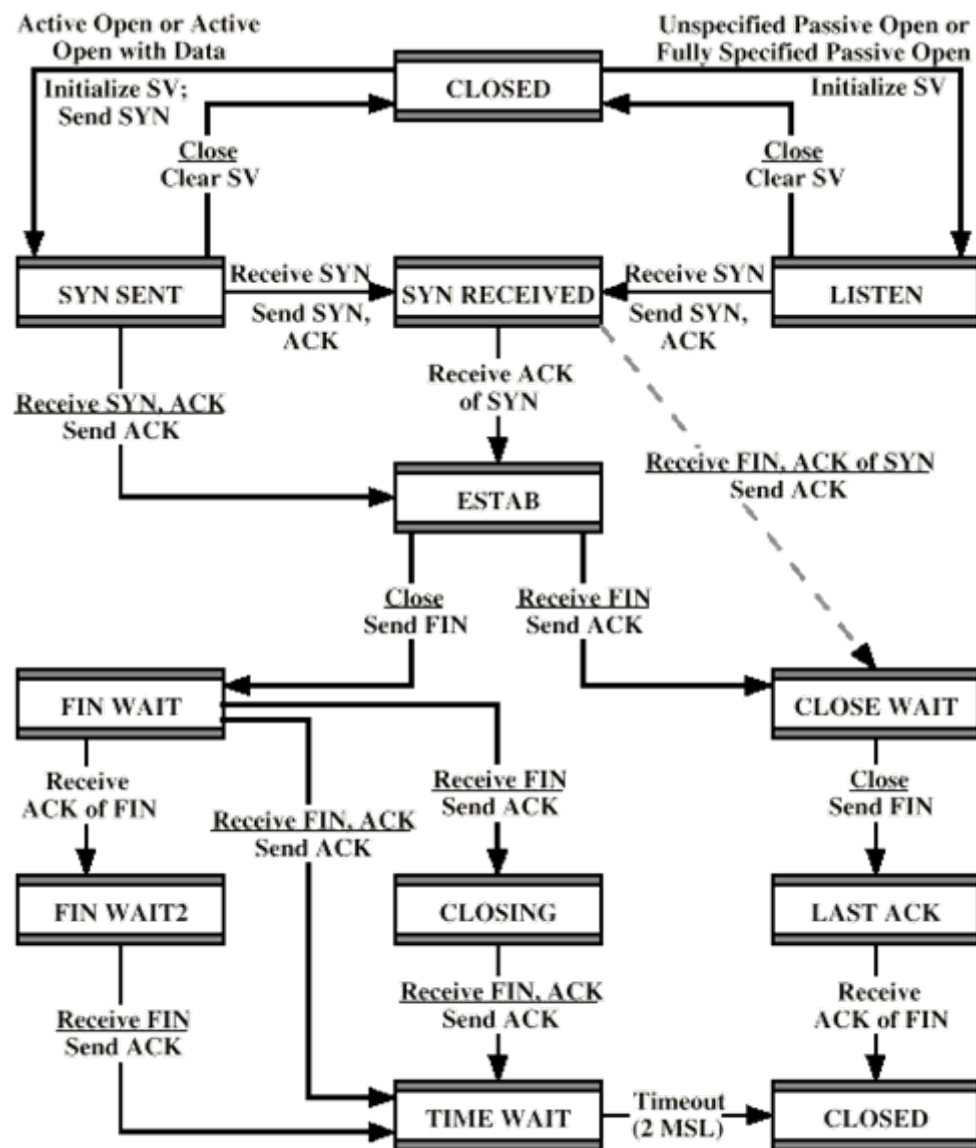 Active Open or Active
Open with Data
Unspecified Passive Open or
Fully Specified Passive Open
CLOSED
Initialize SV;
Send SYN
Initialize SV
Close
Clear SV
Close
Clear SV
SYN SENT
Receive SYN
Send SYN,
ACK
SYN RECEIVED
Receive SYN
Send SYN,
ACK
LISTEN
Receive ACK
of SYN
Receive SYN, ACK
Send ACK
Receive FIN, ACK of SYN
Send ACK
ESTAB
Close
Send FIN
Receive FIN
Send ACK
FIN WAIT
CLOSE WAIT
Receive
ACK of FIN
Receive FIN, ACK
Send ACK
Receive FIN
Send ACK
Close
Send FIN
FIN WAIT2
CLOSING
LAST ACK
Receive FIN
Send ACK
Receive FIN, ACK
Send ACK
Receive
ACK of FIN
TIME WAIT
Timeout
(2 MSL)
CLOSED